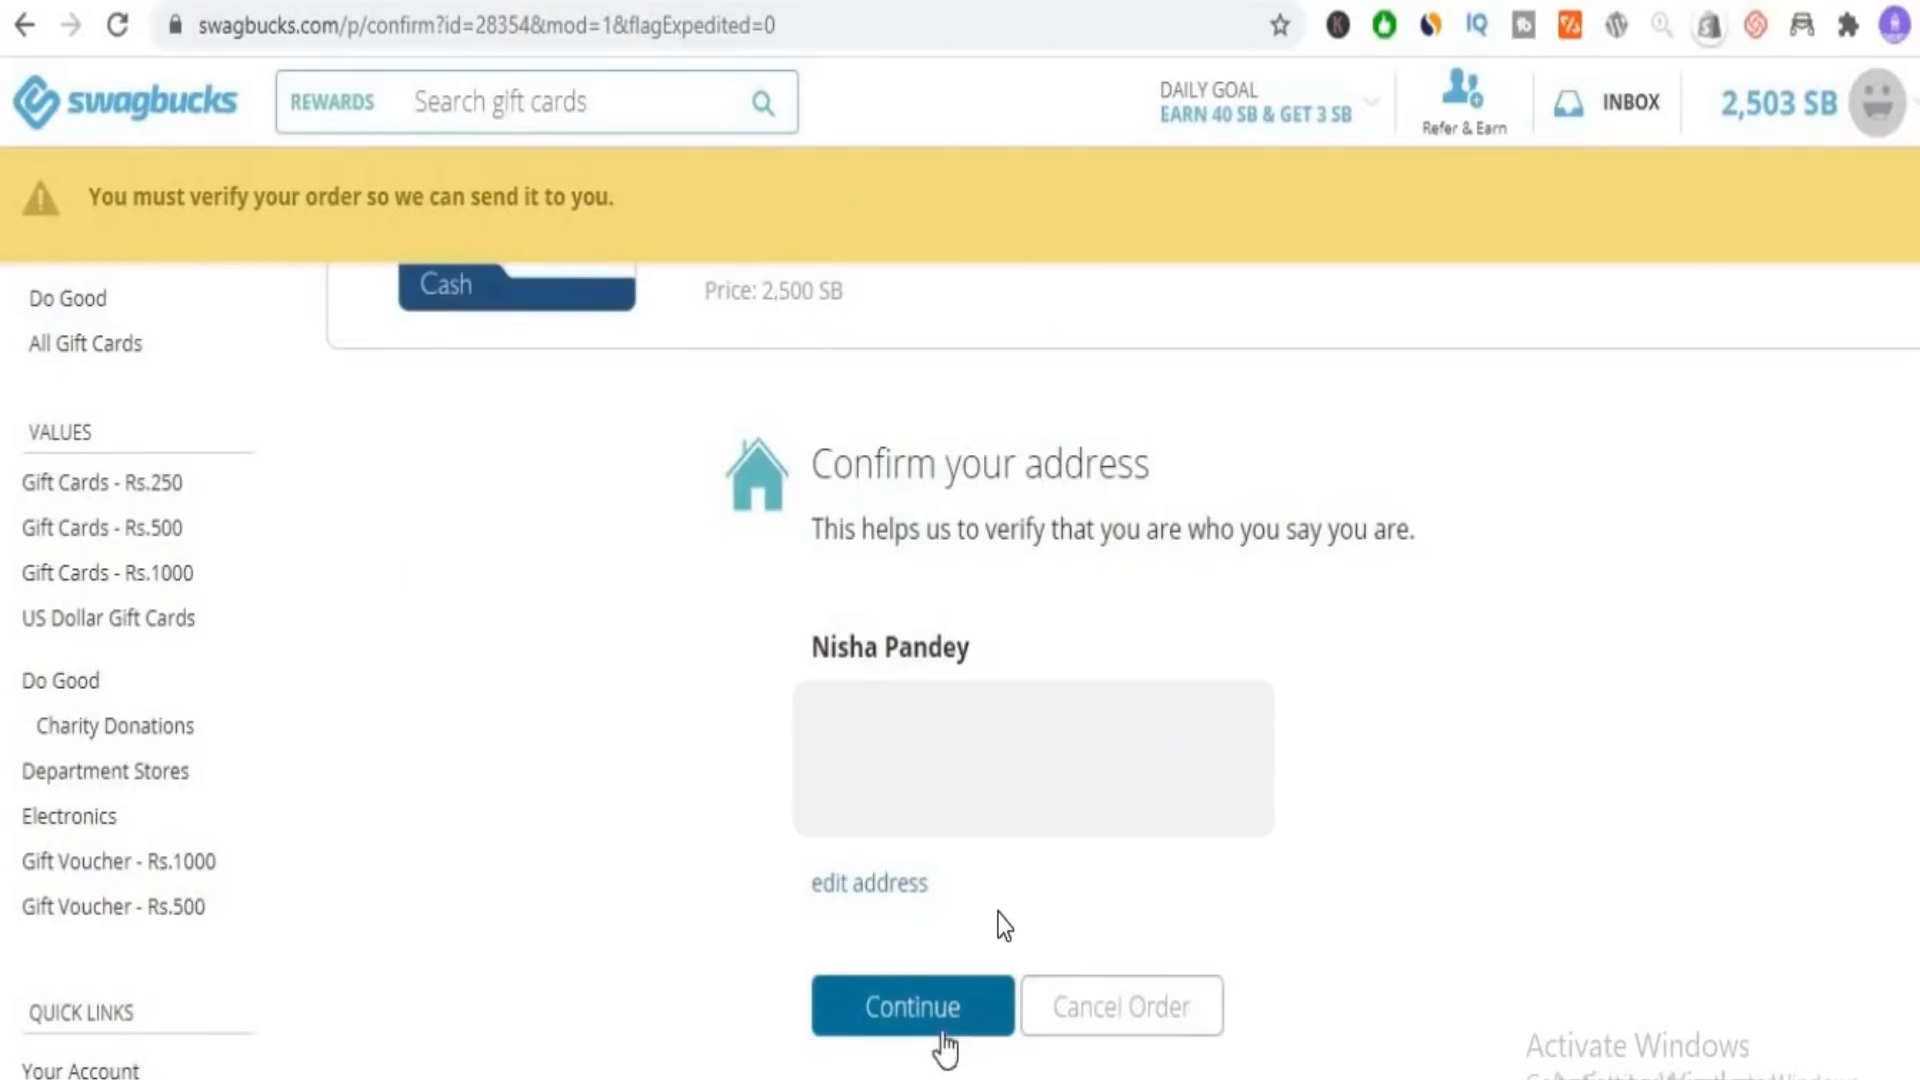 swagbucks.com/p/confirm?id=28354&mod=1&flagExpedited=0
swagbucks
REWARDS Search gift cards
DAILY GOAL
EARN 40 SB & GET 3 SB
Refer & Earn
INBOX
2,503 SB
You must verify your order so we can send it to you.
Cash
Price: 2,500 SB
Do Good
All Gift Cards
VALUES
Gift Cards - Rs.250
Gift Cards - Rs.500
Gift Cards - Rs.1000
US Dollar Gift Cards
Do Good
Charity Donations
Department Stores
Electronics
Gift Voucher - Rs.1000
Gift Voucher - Rs.500
QUICK LINKS
Your Account
Confirm your address
This helps us to verify that you are who you say you are.
Nisha Pandey
edit address
Continue
Cancel Order
Activate Windows